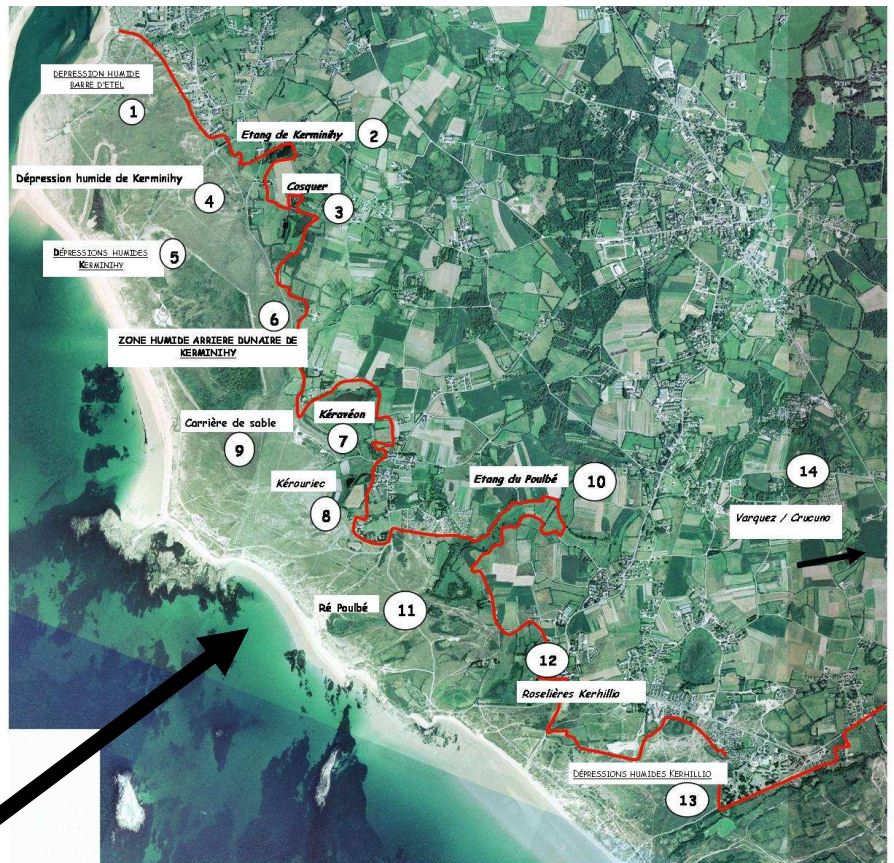 DEPRESSION HUMIDE
BARRE D'ETEL
1
Etang de Kerminihy
2
Dépression humide de Kerminihy
4
Cosquer
3
DÉPRESSIONS HUMIDES
KERMINIHY
5
6
ZONE HUMIDE ARRIERE DUNAIRE DE
KERMINIHY
Carrière de sable
9
Kéravéon
7
Kérouriec
8
Etang du Poulbé
10
14
Varquez / Crucuno
Ré Poulbé
11
12
Roselières Kerhillio
DÉPRESSIONS HUMIDES KERHILLIO
13